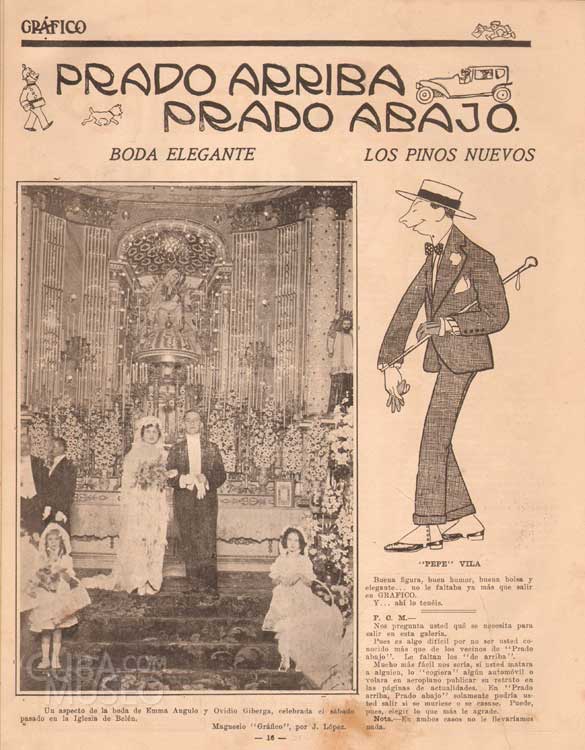 GRÁFICO
PRADO ARRIBA
PRADO ABAJO.
BODA ELEGANTE
LOS PINOS NUEVOS
Un aspecto de la boda de Emma Angulo y Ovidio Giberga, celebrada el sábado
pasado en la Iglesia de Belén.
Magnesio "Gráfico", por J. López.
"PEPE" VILA
Buena figura, buen humor, buena bolsa y
elegante... no le faltaba ya más que salir
en GRAFICO.
Y... ahí lo tenéis.
P. C. M.—
Nos pregunta usted qué se necesita para
salir en esta galería.
Pues es algo difícil por no ser usted co-
nocido más que de los vecinos de "Prado
abajo". Le faltan los "de arriba".
Mucho más fácil nos sería, si usted matara
a alguien, lo "cogiera" algún automóvil o
volara en aeroplano publicar su retrato en
las páginas de actualidades. En "Prado
arriba, Prado abajo" solamente podría us-
ted salir si se muriese o se casase. Puede,
pues, elegir lo que más le agrade.
Nota.—En ambos casos no le llevaríamos
nada.
— 16 —
CUBA